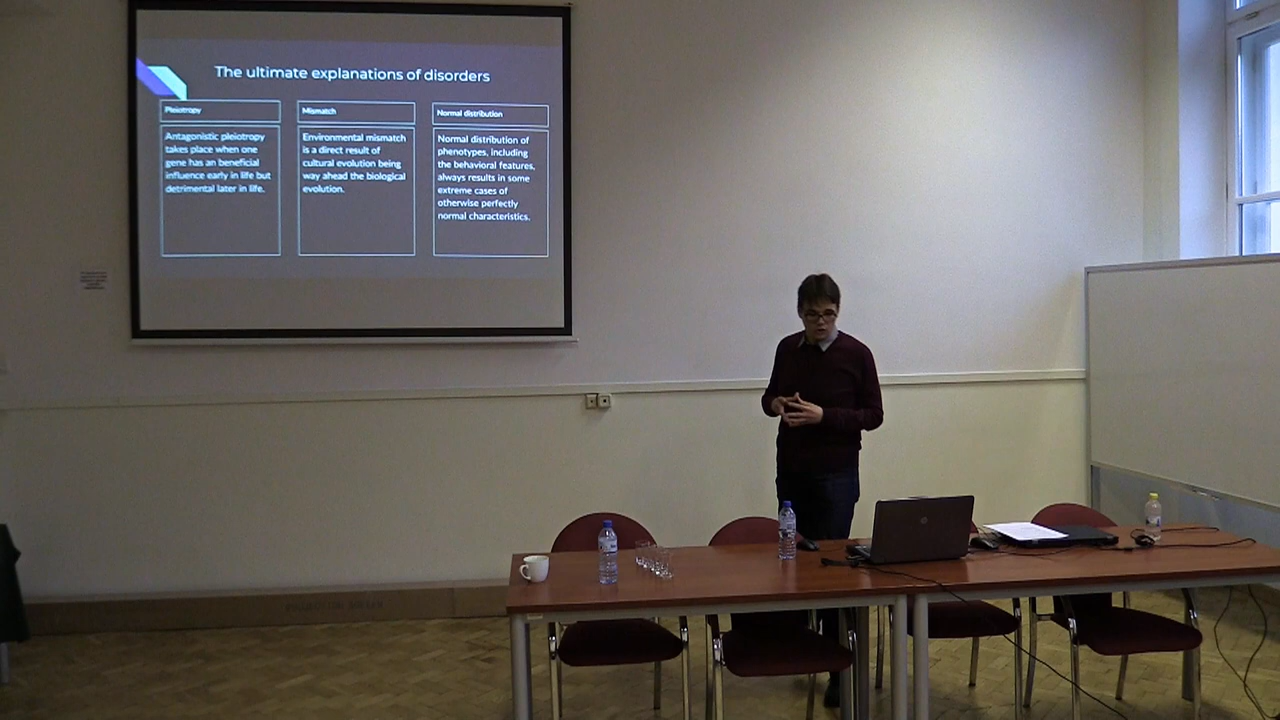 The ultimate explanations of disorders
Pleiotropy
Antagonistic pleiotropy
takes place when one
gene has an beneficial
influence early in life but
detrimental later in life.
Mismatch
Environmental mismatch
is a direct result of
cultural evolution being
way ahead the biological
evolution.
Normal distribution
Normal distribution of
phenotypes, including
the behavioral features,
always results in some
extreme cases of
otherwise perfectly
normal characteristics.
hp